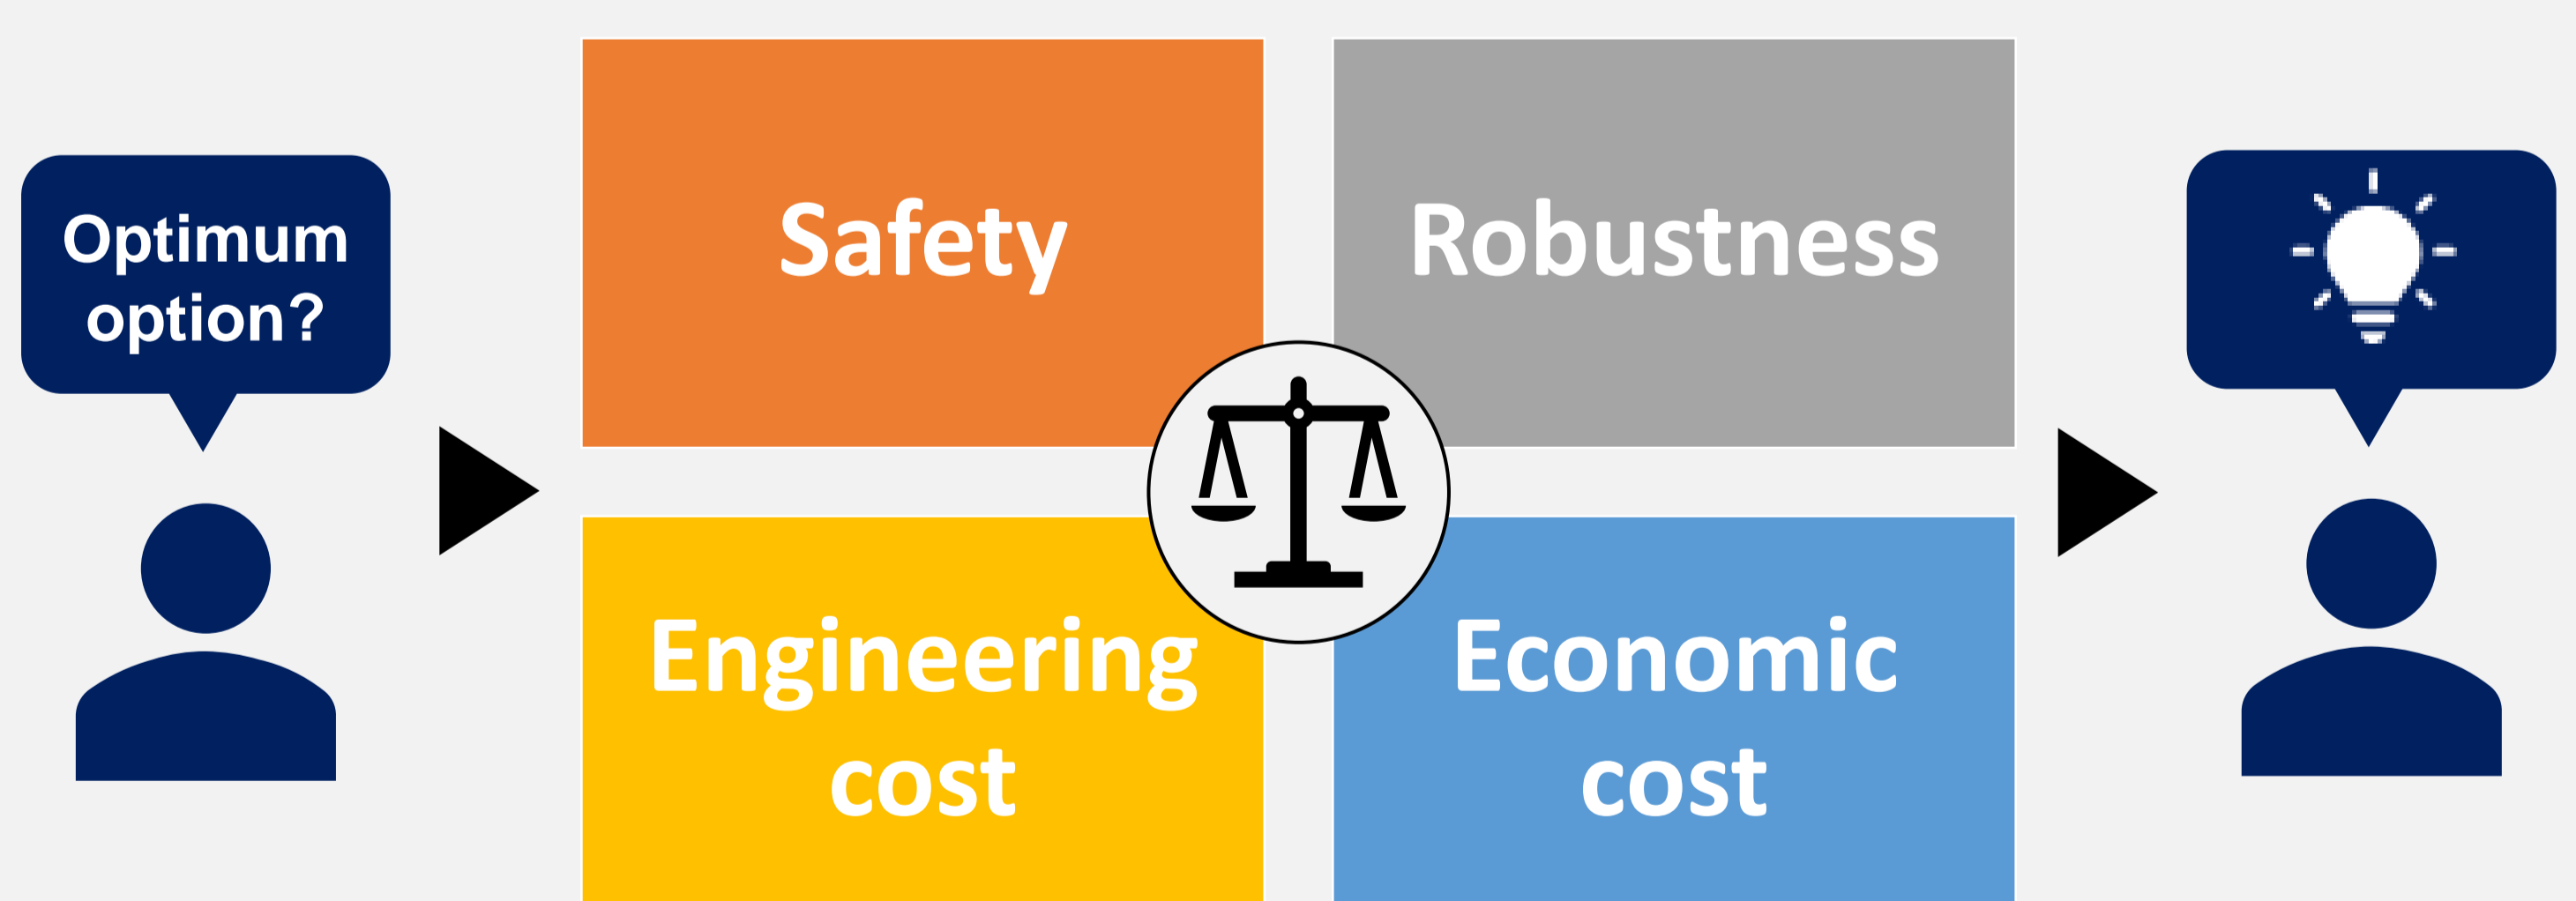 Optimum
option?
Safety
Robustness
Engineering
cost
Economic
cost